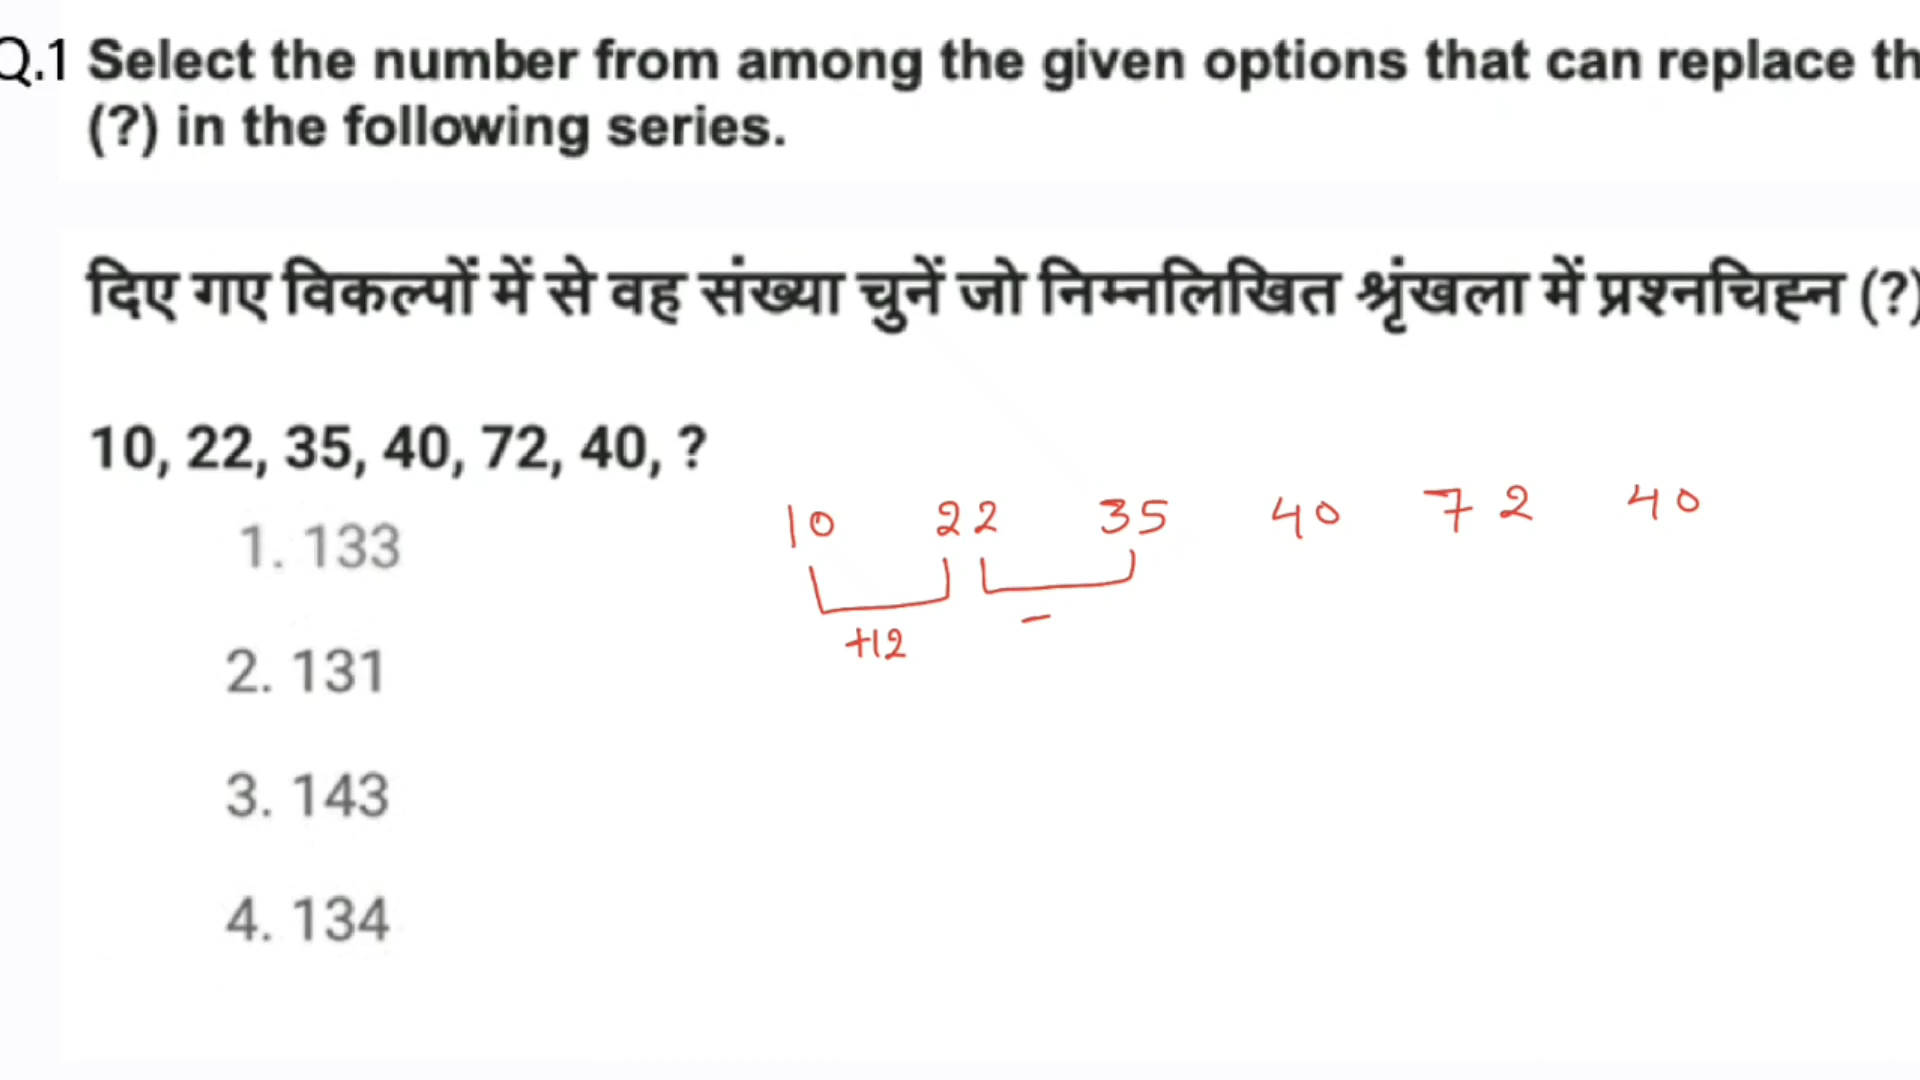 Q.1 Select the number from among the given options that can replace th
(?) in the following series.
दिए गए विकल्पों में से वह संख्या चुनें जो निम्नलिखित श्रृंखला में प्रश्नचिह्न (?)
10, 22, 35, 40, 72, 40, ?
10 22 35 40 72 40
+12 −
1. 133
2. 131
3. 143
4. 134